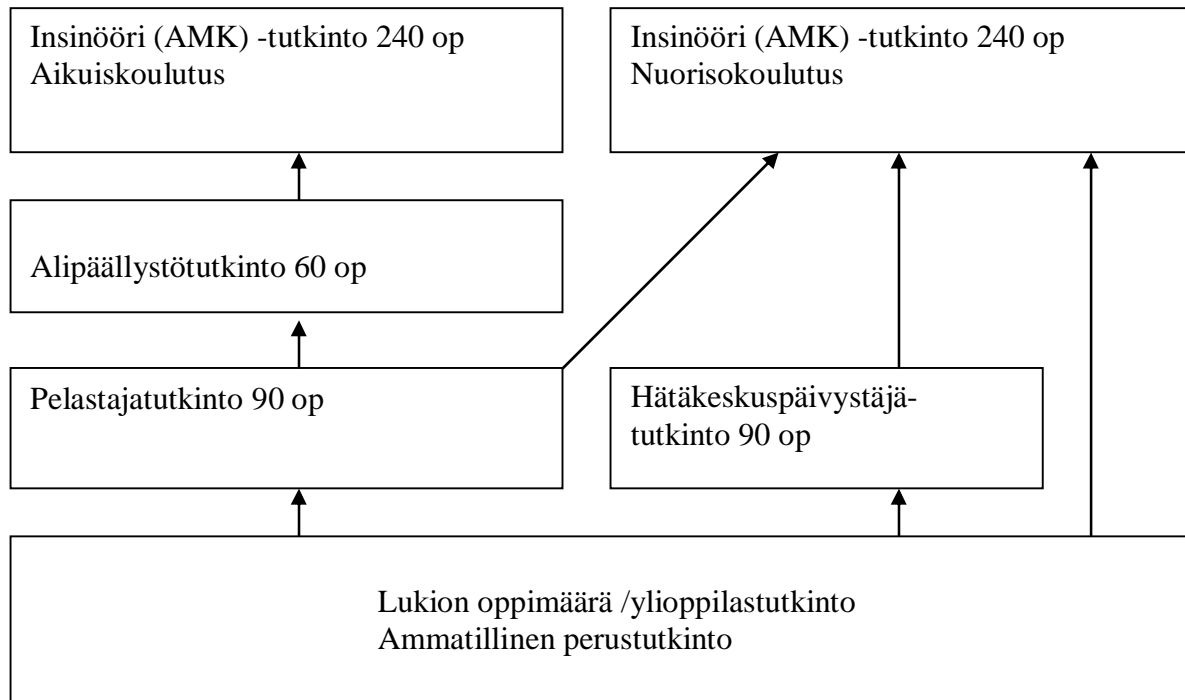 Insinööri (AMK) -tutkinto 240 op
Aikuiskoulutus
Insinööri (AMK) -tutkinto 240 op
Nuorisokoulutus
Alipäällystötutkinto 60 op
Pelastajatutkinto 90 op
Hätäkeskuspäivystäjä-
tutkinto 90 op
Lukion oppimäärä /ylioppilastutkinto
Ammatillinen perustutkinto